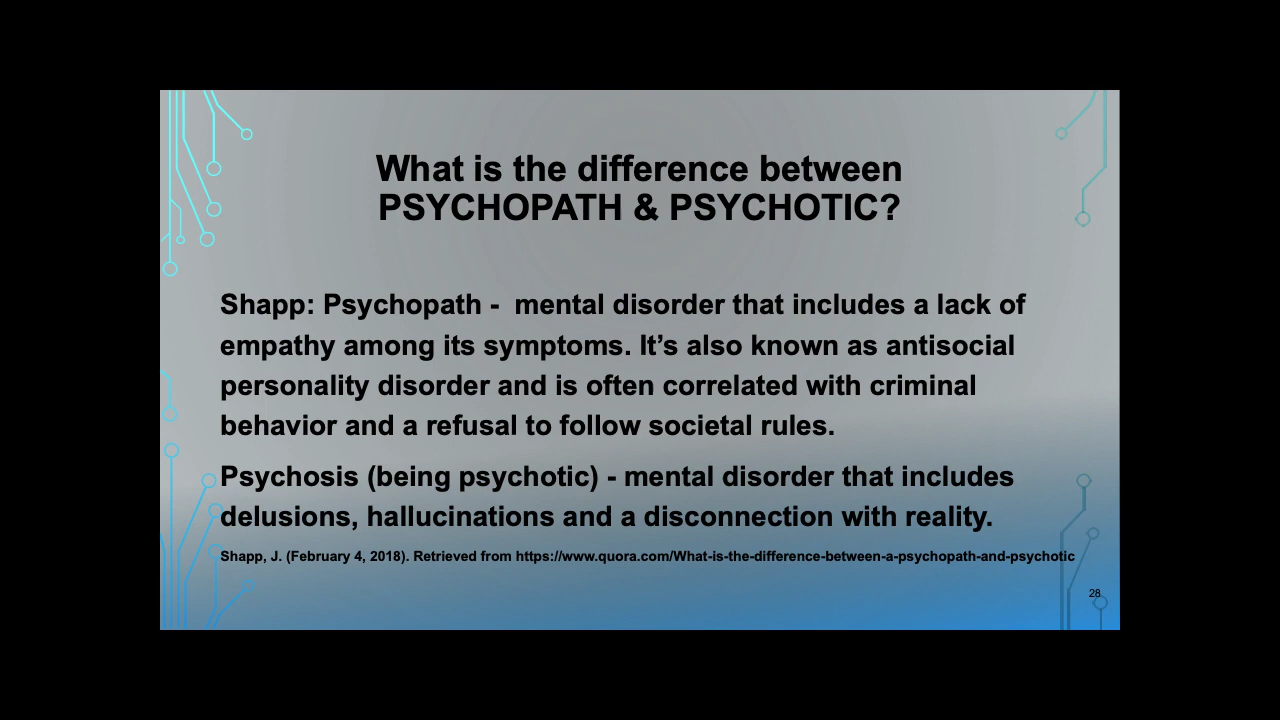 What is the difference between
PSYCHOPATH & PSYCHOTIC?
Shapp: Psychopath -  mental disorder that includes a lack of
empathy among its symptoms. It’s also known as antisocial
personality disorder and is often correlated with criminal
behavior and a refusal to follow societal rules.
Psychosis (being psychotic) - mental disorder that includes
delusions, hallucinations and a disconnection with reality.
Shapp, J. (February 4, 2018). Retrieved from https://www.quora.com/What-is-the-difference-between-a-psychopath-and-psychotic
28